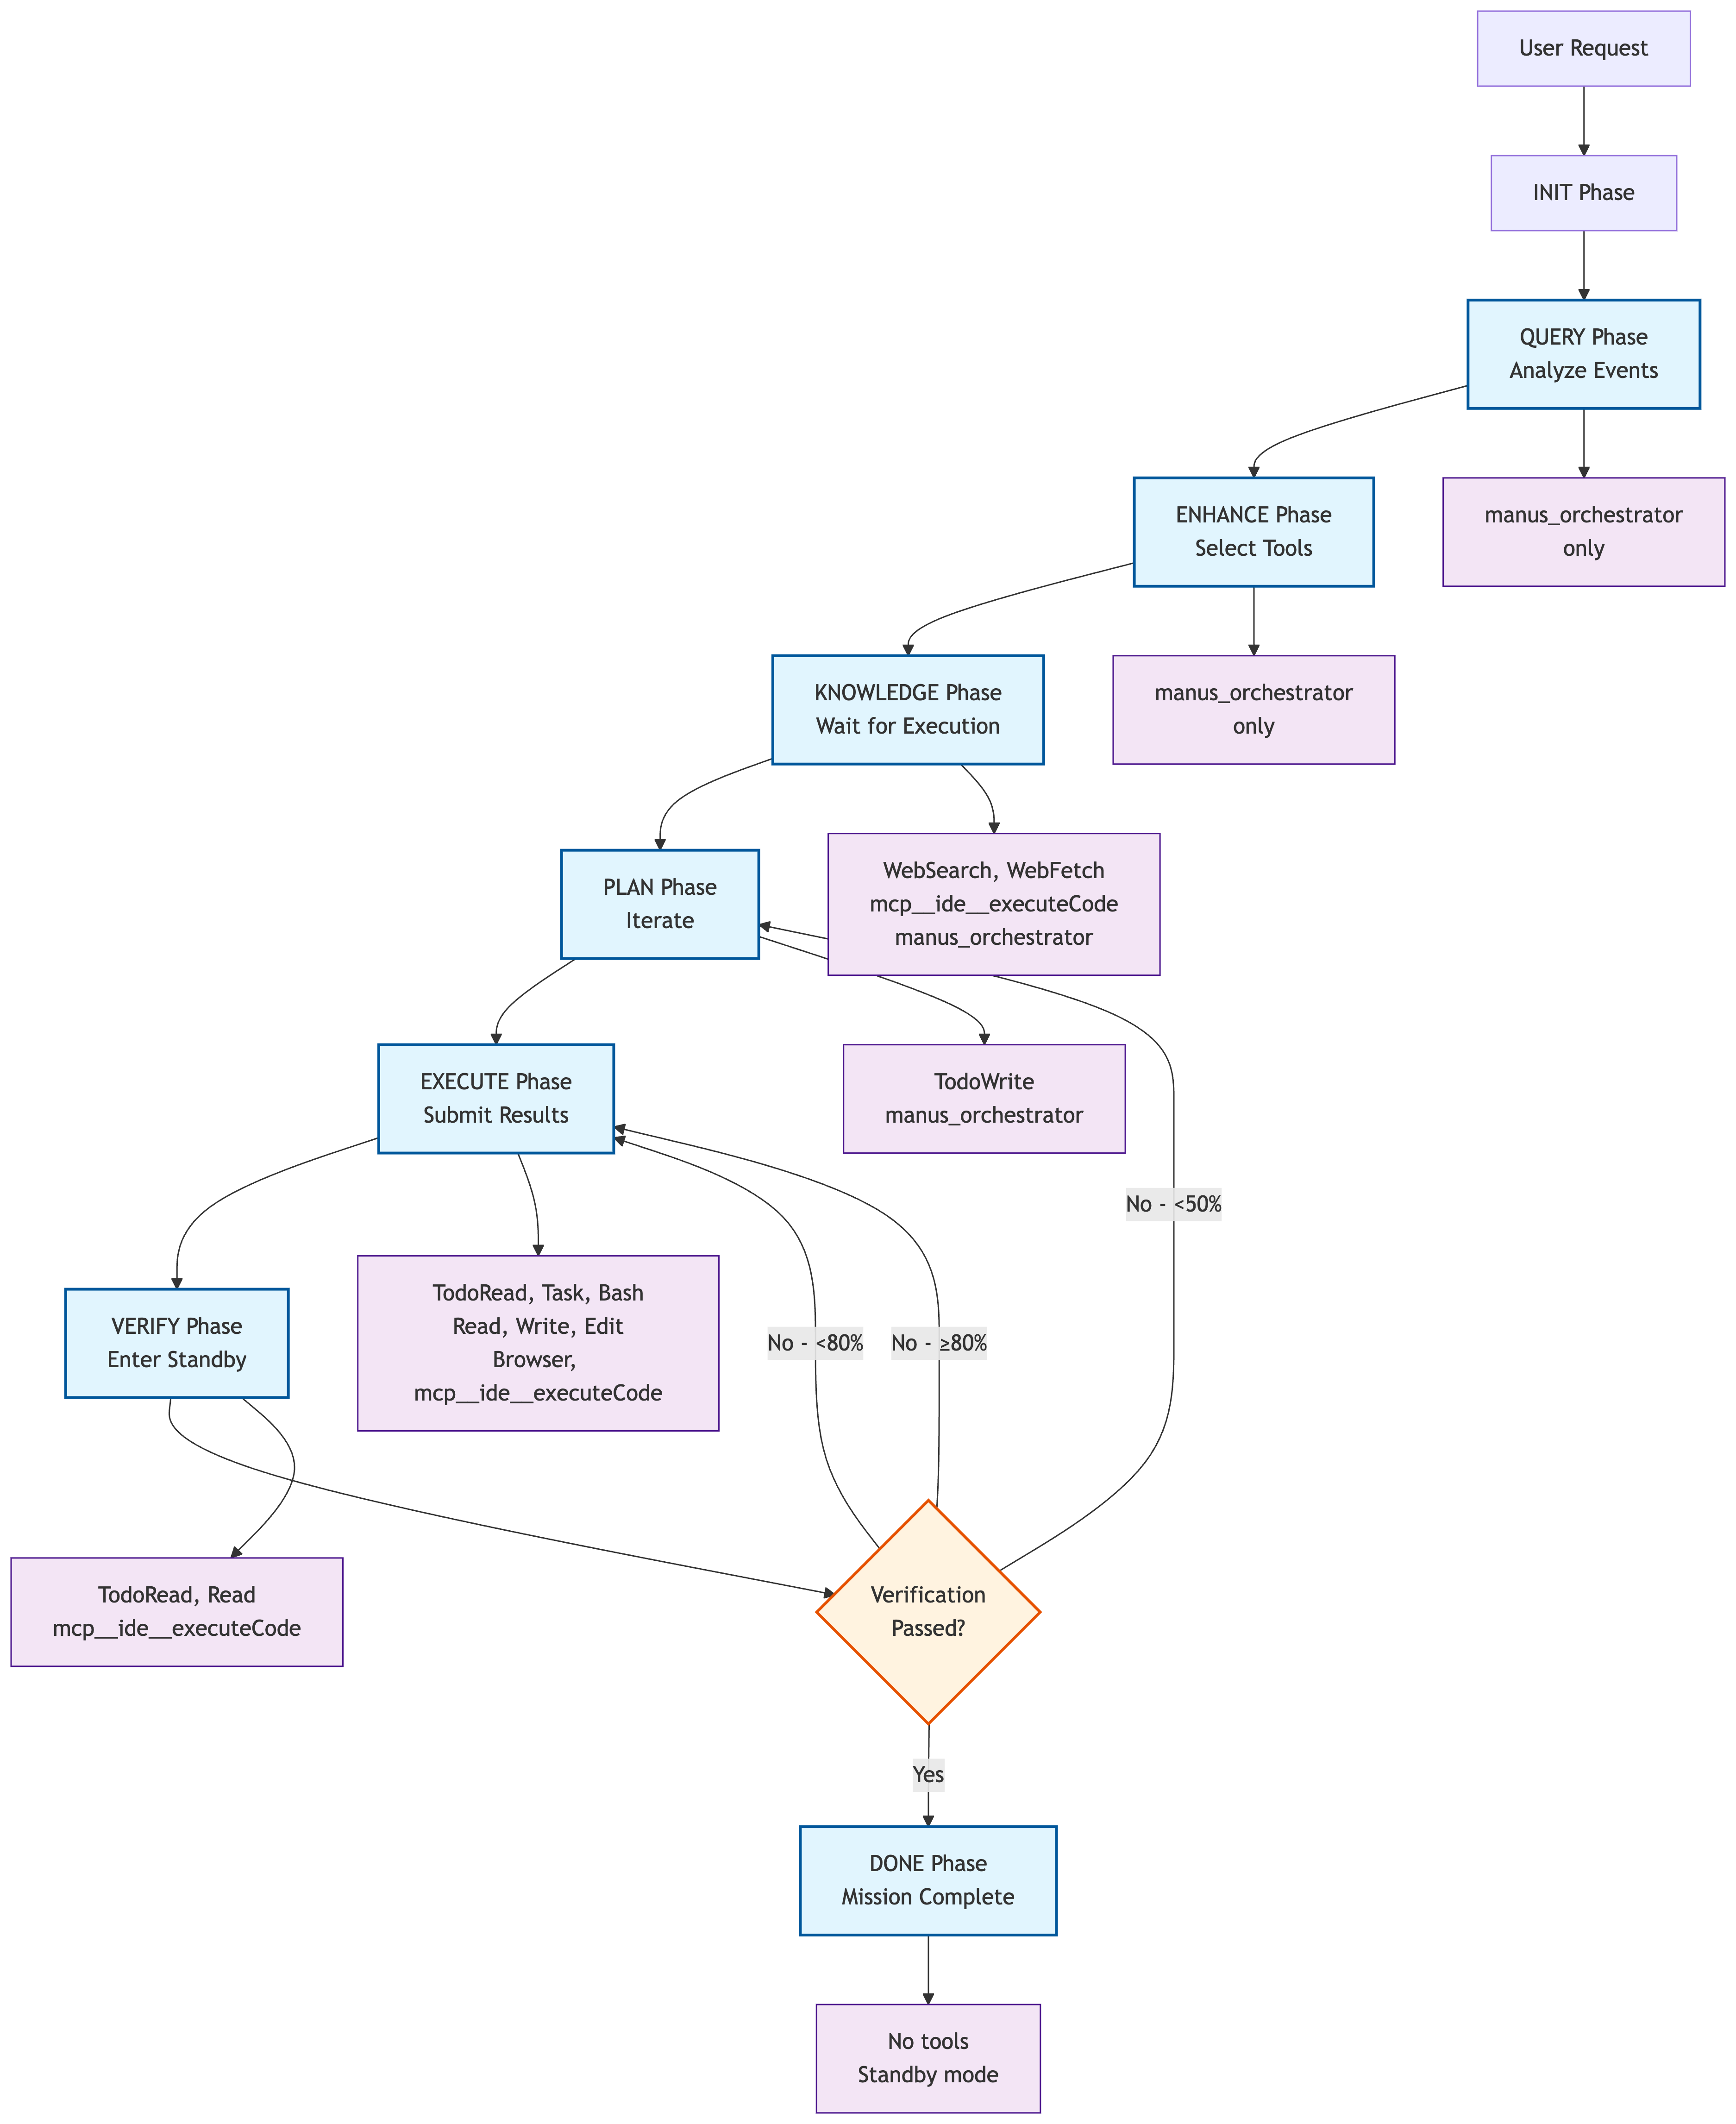 User Request
INIT Phase
QUERY Phase
Analyze Events
ENHANCE Phase
Select Tools
manus_orchestrator
only
KNOWLEDGE Phase
Wait for Execution
manus_orchestrator
only
PLAN Phase
Iterate
WebSearch, WebFetch
mcp__ide__executeCode
manus_orchestrator
EXECUTE Phase
Submit Results
TodoWrite
manus_orchestrator
No - <50%
VERIFY Phase
Enter Standby
TodoRead, Task, Bash
Read, Write, Edit
Browser,
mcp__ide__executeCode
No - <80%
No - ≥80%
TodoRead, Read
mcp__ide__executeCode
Verification
Passed?
Yes
DONE Phase
Mission Complete
No tools
Standby mode